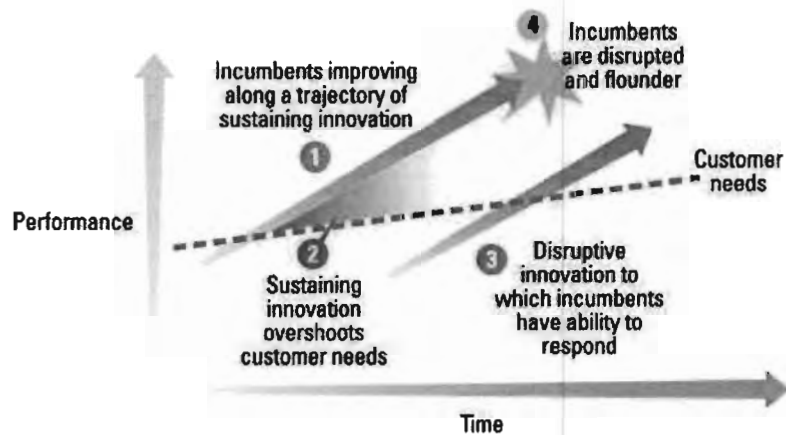 4
Incumbents
are disrupted
and flounder
Incumbents improving
along a trajectory of
sustaining innovation
1
Customer
needs
Performance
2
3
Sustaining
innovation
overshoots
customer needs
Disruptive
innovation to
which incumbents
have ability to
respond
Time